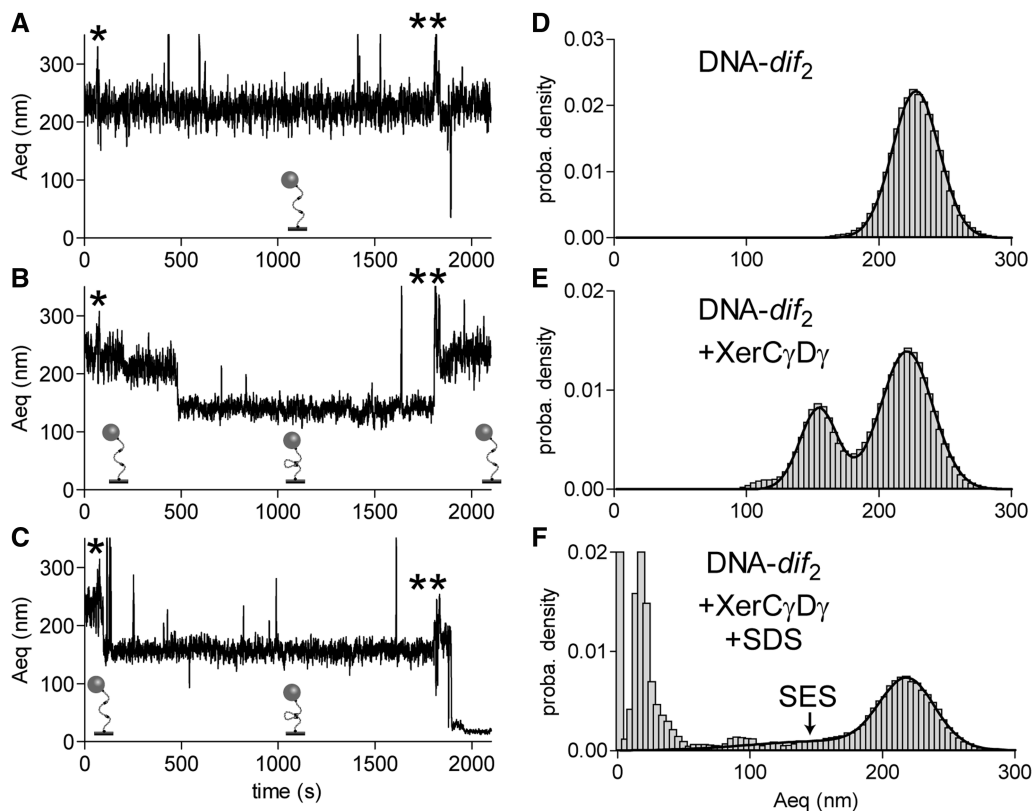 A
*
**
Aeq (nm)
300
200
100
0
0 500 1000 1500 2000
B
*
**
Aeq (nm)
300
200
100
0
0 500 1000 1500 2000
C
*
**
Aeq (nm)
300
200
100
0
0 500 1000 1500 2000
time (s)
D
DNA-dif2
proba. density
0.03
0.02
0.01
0.00
0 100 200 300
E
DNA-dif2
+XerCγDγ
proba. density
0.02
0.01
0.00
0 100 200 300
F
DNA-dif2
+XerCγDγ
+SDS
SES
proba. density
0.02
0.01
0.00
0 100 200 300
Aeq (nm)